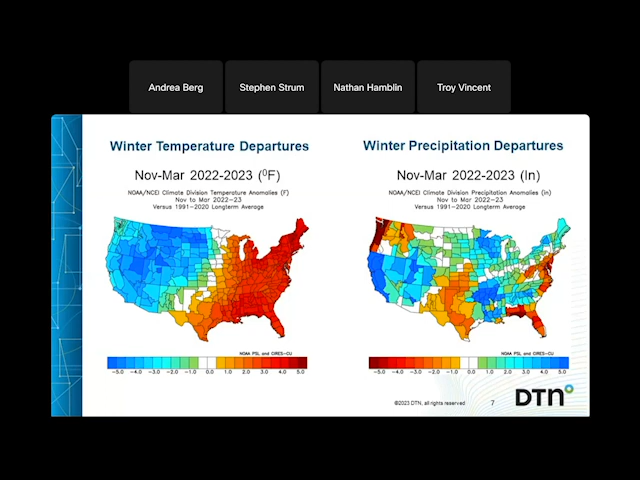 Andrea Berg
Stephen Strum
Nathan Hamblin
Troy Vincent
Winter Temperature Departures
Nov-Mar 2022-2023 (⁰F)
NOAA/NCEI Climate Division Temperature Anomalies (F)
Nov to Mar 2022-23
Versus 1991-2020 Longterm Average
NOAA PSL and CIRES-CU
-5.0 -4.0 -3.0 -2.0 -1.0 0.0 1.0 2.0 3.0 4.0 5.0
Winter Precipitation Departures
Nov-Mar 2022-2023 (In)
NOAA/NCEI Climate Division Precipitation Anomalies (in)
Nov to Mar 2022-23
Versus 1991-2020 Longterm Average
NOAA PSL and CIRES-CU
-5.0 -4.0 -3.0 -2.0 -1.0 0.0 1.0 2.0 3.0 4.0 5.0
©2023 DTN, all rights reserved
7
DTN